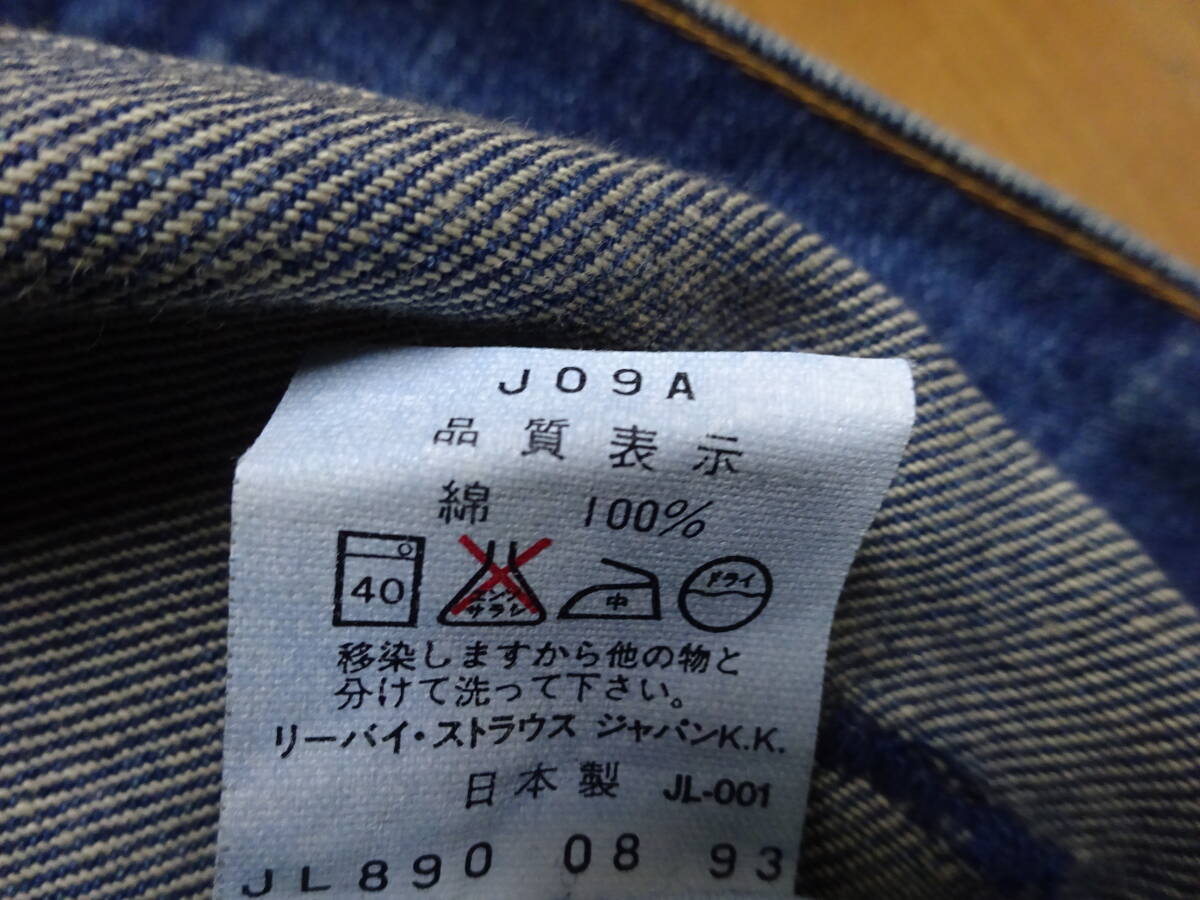 J09A
品質表示
綿 100%
40
エンソ
サラシ
中
ドライ
移染しますから他の物と
分けて洗って下さい。
リーバイ・ストラウス ジャパンK.K.
日本製 JL-001
JL890 08 93